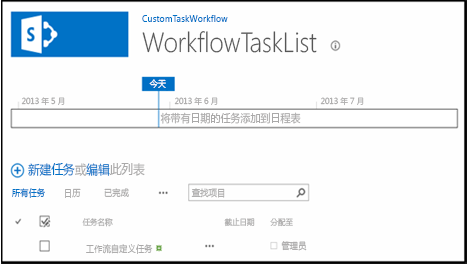 S
CustomTaskWorkflow
WorkflowTaskList
今天
2013 年 5 月 2013 年 6 月 2013 年 7 月
将带有日期的任务添加到日程表
新建任务或编辑此列表
所有任务 日历 已完成 ••• 查找项目
任务名称 截止日期 分配至
工作流自定义任务 ••• 管理员